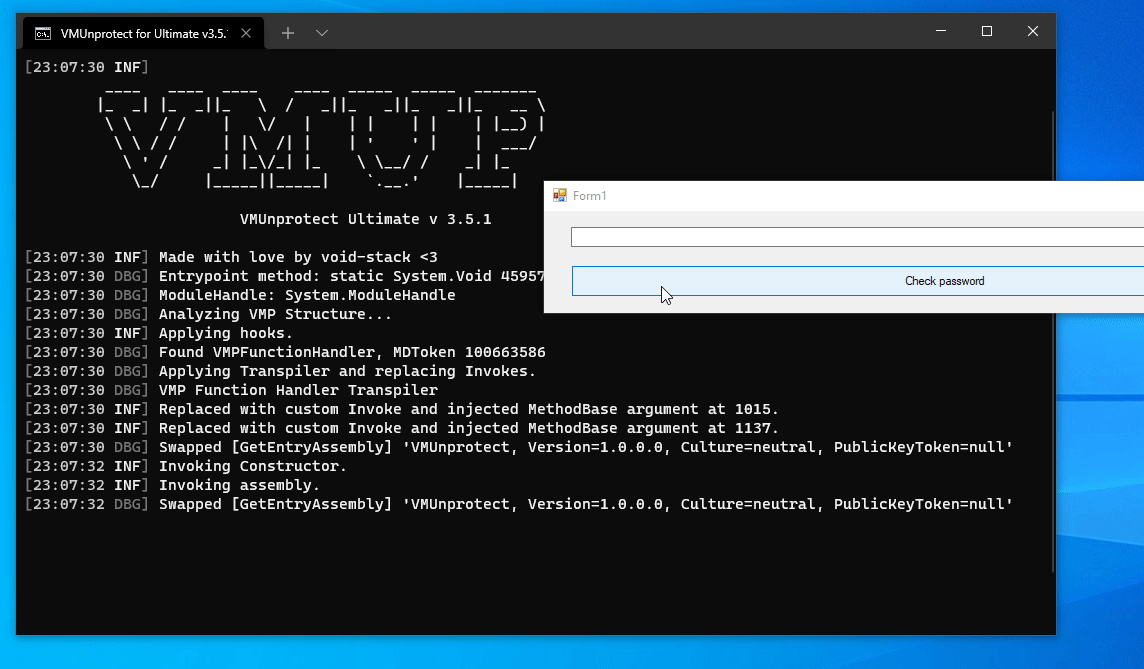 VMUnprotect for Ultimate v3.5.
[23:07:30 INF]
VMUP
VMUnprotect Ultimate v 3.5.1
[23:07:30 INF] Made with love by void-stack <3
[23:07:30 DBG] Entrypoint method: static System.Void 45957
[23:07:30 DBG] ModuleHandle: System.ModuleHandle
[23:07:30 DBG] Analyzing VMP Structure...
[23:07:30 INF] Applying hooks.
[23:07:30 DBG] Found VMPFunctionHandler, MDToken 100663586
[23:07:30 DBG] Applying Transpiler and replacing Invokes.
[23:07:30 DBG] VMP Function Handler Transpiler
[23:07:30 INF] Replaced with custom Invoke and injected MethodBase argument at 1015.
[23:07:30 INF] Replaced with custom Invoke and injected MethodBase argument at 1137.
[23:07:30 DBG] Swapped [GetEntryAssembly] 'VMUnprotect, Version=1.0.0.0, Culture=neutral, PublicKeyToken=null'
[23:07:32 INF] Invoking Constructor.
[23:07:32 INF] Invoking assembly.
[23:07:32 DBG] Swapped [GetEntryAssembly] 'VMUnprotect, Version=1.0.0.0, Culture=neutral, PublicKeyToken=null'
Form1
Check password